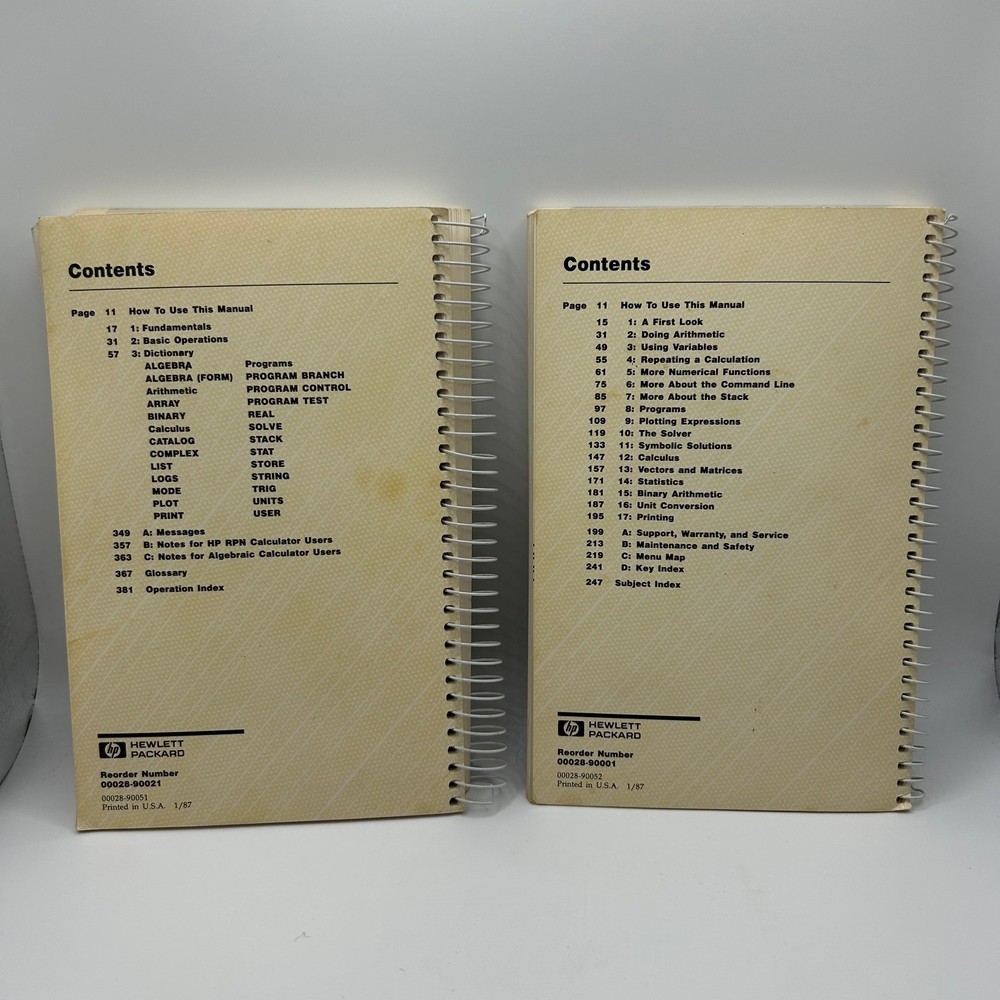 Contents
Page 11 How To Use This Manual
17 1: Fundamentals
31 2: Basic Operations
57 3: Dictionary
ALGEBRA Programs
ALGEBRA (FORM) PROGRAM BRANCH
Arithmetic PROGRAM CONTROL
ARRAY PROGRAM TEST
BINARY REAL
Calculus SOLVE
CATALOG STACK
COMPLEX STAT
LIST STORE
LOGS STRING
MODE TRIG
PLOT UNITS
PRINT USER
349 A: Messages
357 B: Notes for HP RPN Calculator Users
363 C: Notes for Algebraic Calculator Users
367 Glossary
381 Operation Index
hp HEWLETT
PACKARD
Reorder Number
00028-90021
00028-90051
Printed in U.S.A. 1/87
Contents
Page 11 How To Use This Manual
15 1: A First Look
31 2: Doing Arithmetic
49 3: Using Variables
55 4: Repeating a Calculation
61 5: More Numerical Functions
75 6: More About the Command Line
85 7: More About the Stack
97 8: Programs
109 9: Plotting Expressions
119 10: The Solver
133 11: Symbolic Solutions
147 12: Calculus
157 13: Vectors and Matrices
171 14: Statistics
181 15: Binary Arithmetic
187 16: Unit Conversion
195 17: Printing
199 A: Support, Warranty, and Service
213 B: Maintenance and Safety
219 C: Menu Map
241 D: Key Index
247 Subject Index
hp HEWLETT
PACKARD
Reorder Number
00028-90001
00028-90052
Printed in U.S.A. 1/87